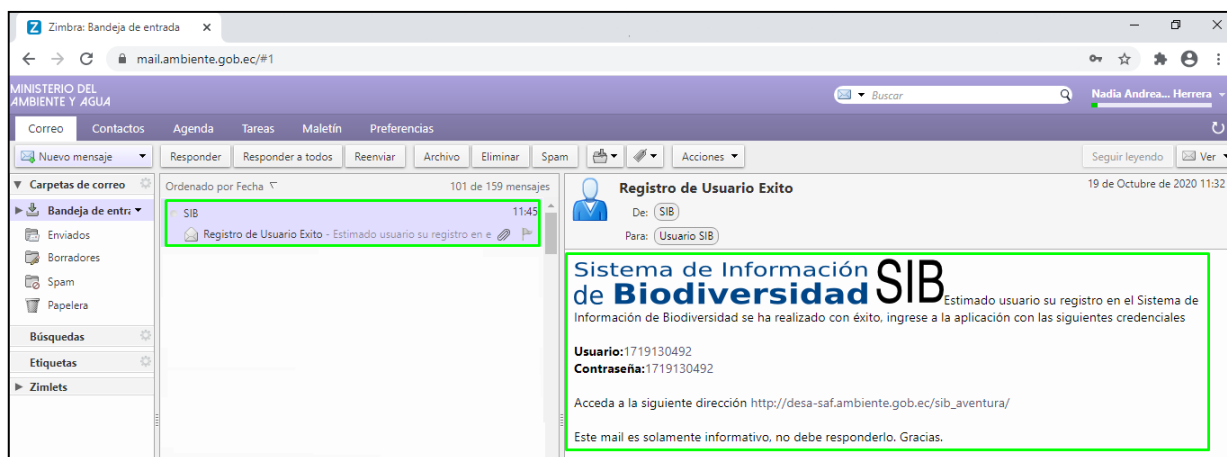 Zimbra: Bandeja de entrada
mail.ambiente.gob.ec/#1
MINISTERIO DEL
AMBIENTE Y AGUA
Buscar
Nadia Andrea... Herrera
Correo Contactos Agenda Tareas Maletín Preferencias
Nuevo mensaje Responder Responder a todos Reenviar Archivo Eliminar Spam Acciones Seguir leyendo Ver
Carpetas de correo
Bandeja de entra
Enviados
Borradores
Spam
Papelera
Búsquedas
Etiquetas
Zimlets
Ordenado por Fecha 101 de 159 mensajes
SIB 11:45
Registro de Usuario Exito - Estimado usuario su registro en e
Registro de Usuario Exito 19 de Octubre de 2020 11:32
De: SIB
Para: Usuario SIB
Sistema de Información
de Biodiversidad SIB Estimado usuario su registro en el Sistema de
Información de Biodiversidad se ha realizado con éxito, ingrese a la aplicación con las siguientes credenciales
Usuario:1719130492
Contraseña:1719130492
Acceda a la siguiente dirección http://desa-saf.ambiente.gob.ec/sib_aventura/
Este mail es solamente informativo, no debe responderlo. Gracias.